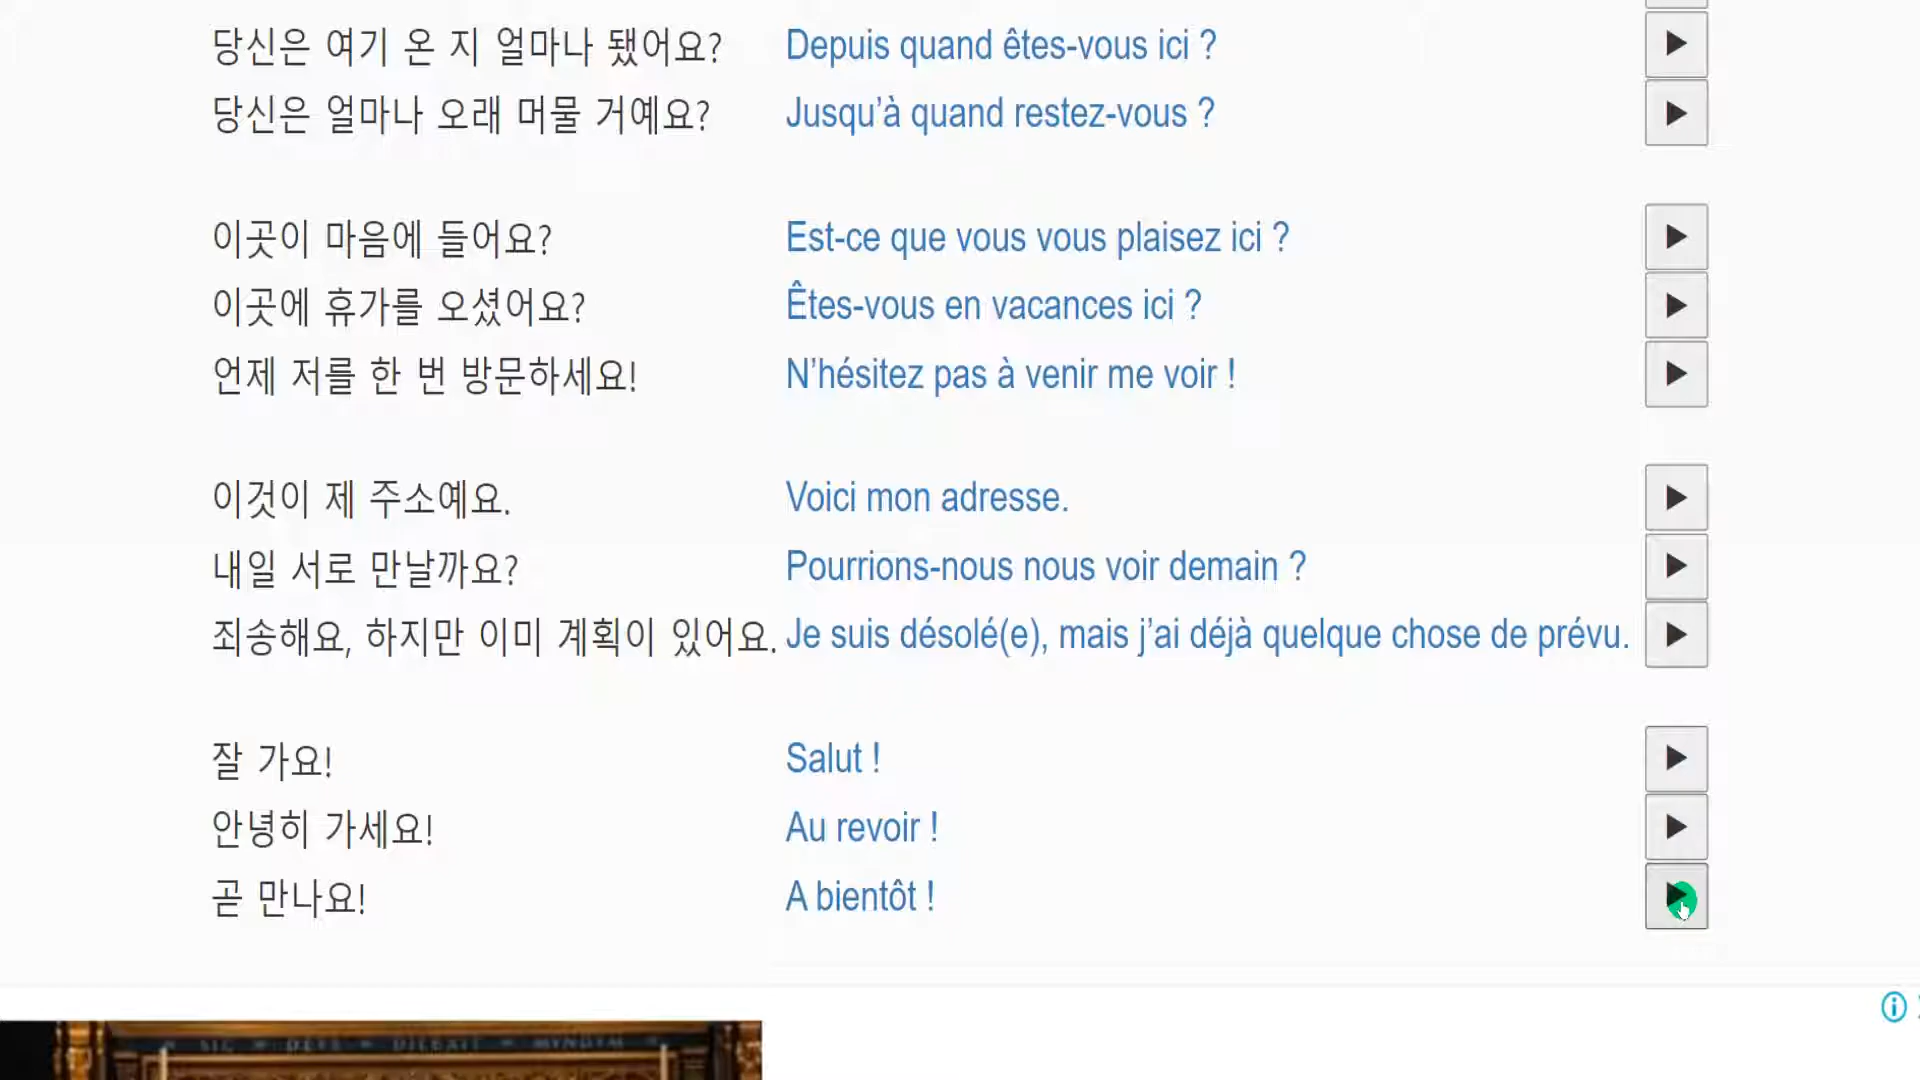 당신은 여기 온 지 얼마나 됐어요? Depuis quand êtes-vous ici ?
당신은 얼마나 오래 머물 거예요? Jusqu’à quand restez-vous ?
이곳이 마음에 들어요? Est-ce que vous vous plaisez ici ?
이곳에 휴가를 오셨어요? Êtes-vous en vacances ici ?
언제 저를 한 번 방문하세요! N’hésitez pas à venir me voir !
이것이 제 주소예요. Voici mon adresse.
내일 서로 만날까요? Pourrions-nous nous voir demain ?
죄송해요, 하지만 이미 계획이 있어요. Je suis désolé(e), mais j’ai déjà quelque chose de prévu.
잘 가요! Salut !
안녕히 가세요! Au revoir !
곧 만나요! A bientôt !